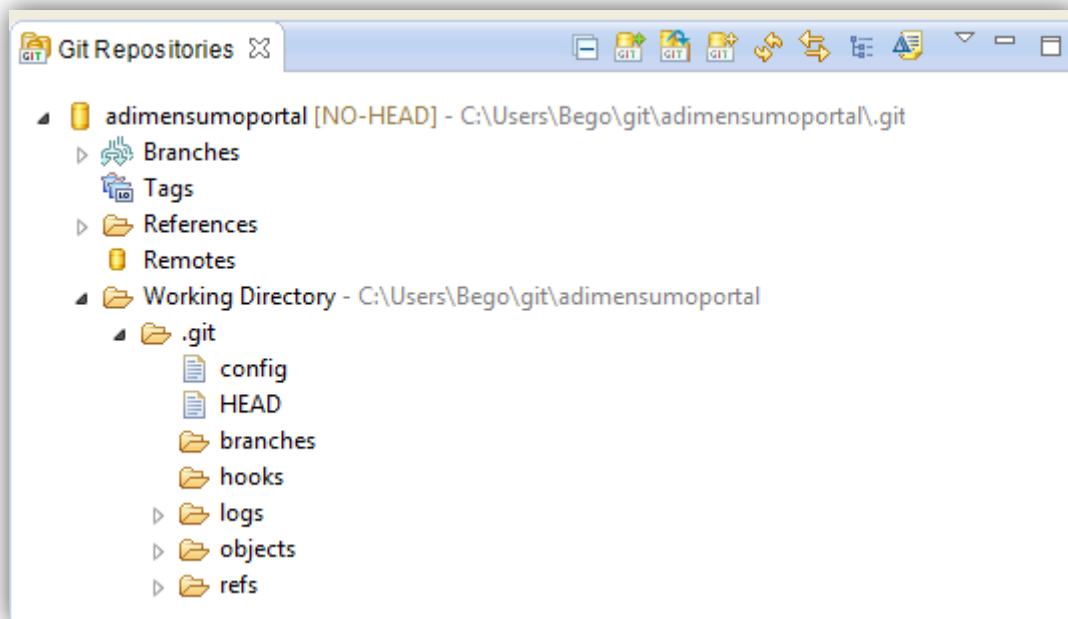 Git Repositories
adimensumoportal [NO-HEAD] - C:\Users\Bego\git\adimensumoportal\.git
Branches
Tags
References
Remotes
Working Directory - C:\Users\Bego\git\adimensumoportal
.git
config
HEAD
branches
hooks
logs
objects
refs